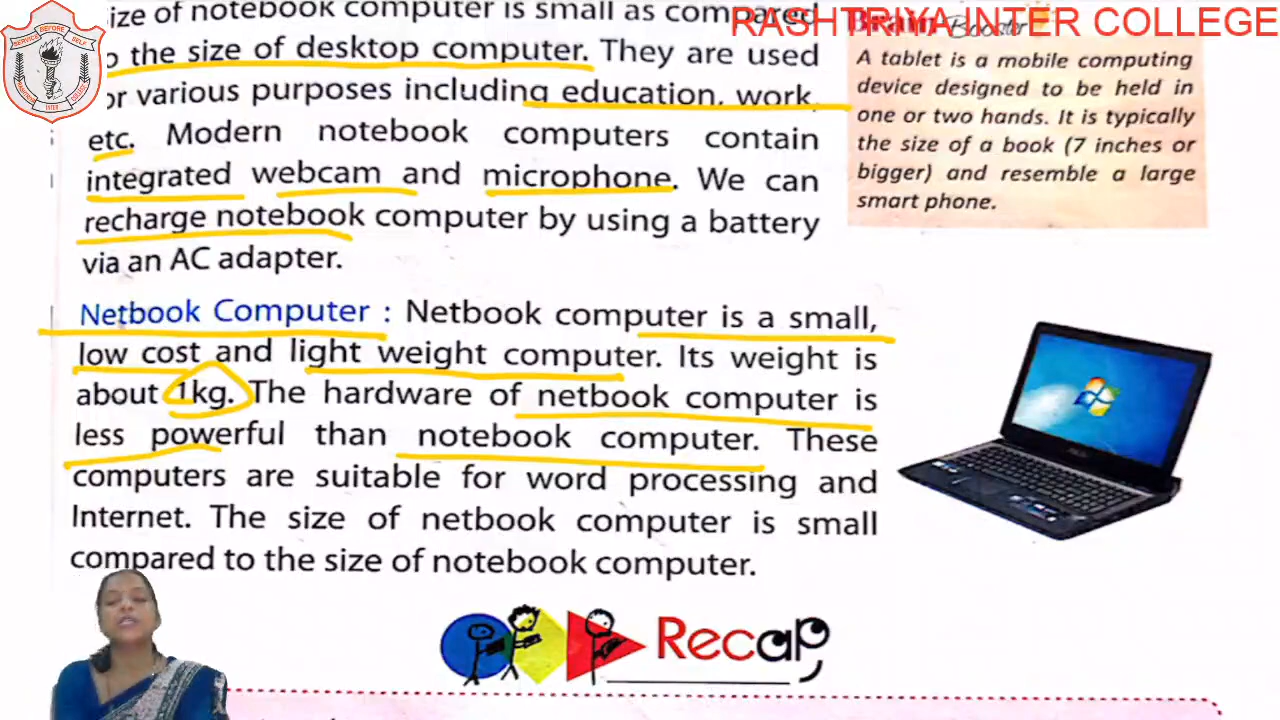 RASHTRIYA INTER COLLEGE
ize of notebook computer is small as compared
o the size of desktop computer. They are used
or various purposes including education, work,
etc. Modern notebook computers contain
integrated webcam and microphone. We can
recharge notebook computer by using a battery
via an AC adapter.
Brain Booster
A tablet is a mobile computing
device designed to be held in
one or two hands. It is typically
the size of a book (7 inches or
bigger) and resemble a large
smart phone.
Netbook Computer : Netbook computer is a small,
low cost and light weight computer. Its weight is
about 1kg. The hardware of netbook computer is
less powerful than notebook computer. These
computers are suitable for word processing and
Internet. The size of netbook computer is small
compared to the size of notebook computer.
Recap